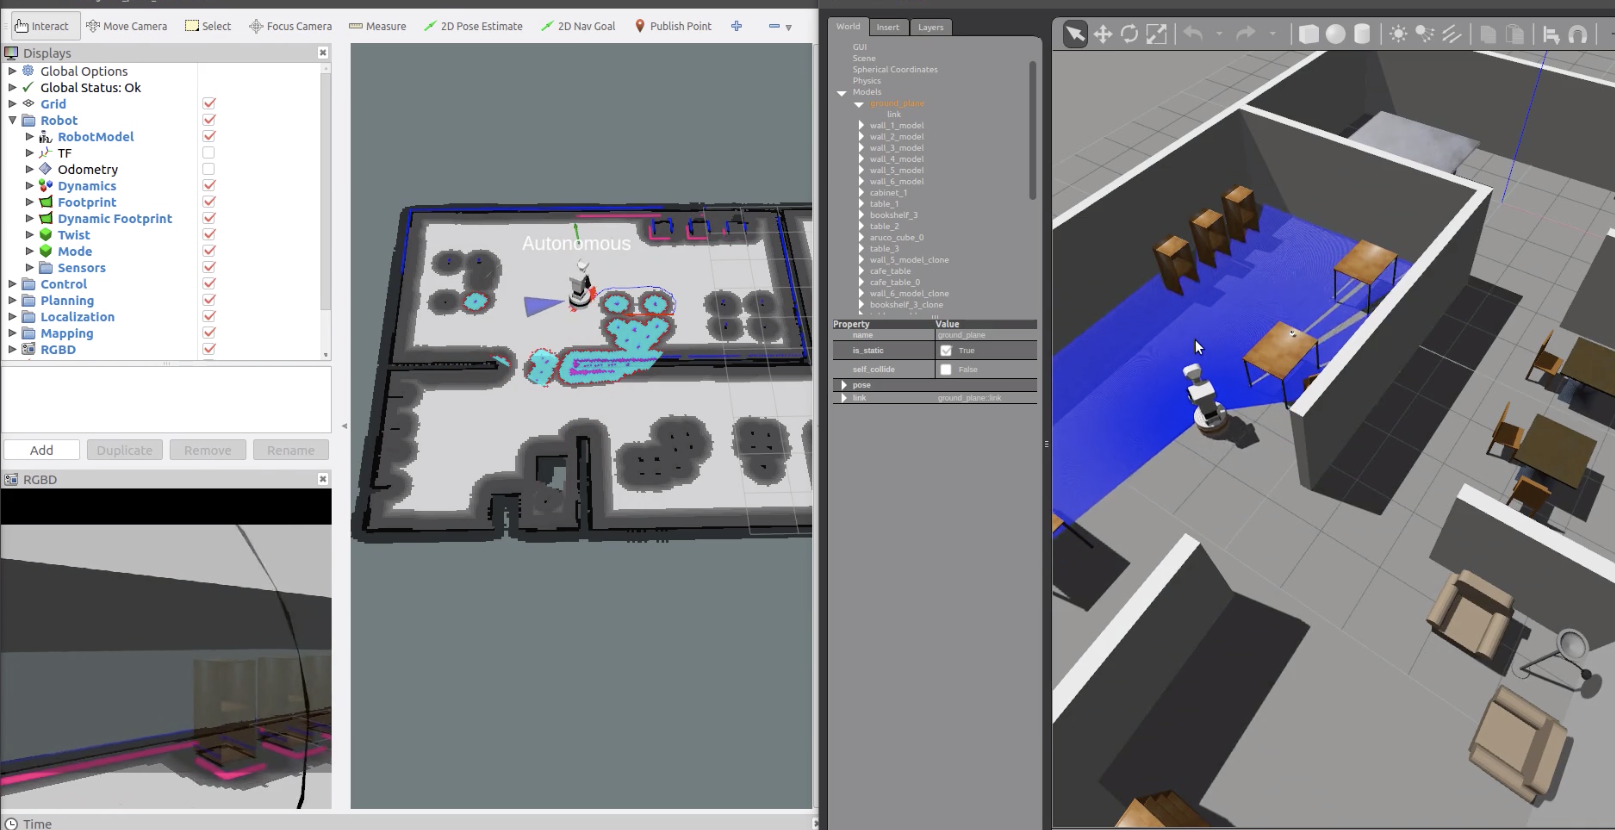 Interact
Move Camera
Select
Focus Camera
Measure
2D Pose Estimate
2D Nav Goal
Publish Point
Displays
Global Options
Global Status: Ok
Grid
Robot
RobotModel
TF
Odometry
Dynamics
Footprint
Dynamic Footprint
Twist
Mode
Sensors
Control
Planning
Localization
Mapping
RGBD
Add
Duplicate
Remove
Rename
RGBD
Time
Autonomous
World
Insert
Layers
GUI
Scene
Spherical Coordinates
Physics
Models
ground_plane
link
wall_1_model
wall_2_model
wall_3_model
wall_4_model
wall_5_model
wall_6_model
cabinet_1
table_1
bookshelf_3
table_2
aruco_cube_0
table_3
wall_5_model_clone
cafe_table
cafe_table_0
wall_6_model_clone
bookshelf_3_clone
Property
Value
name
ground_plane
is_static
True
self_collide
False
pose
link
ground_plane::link